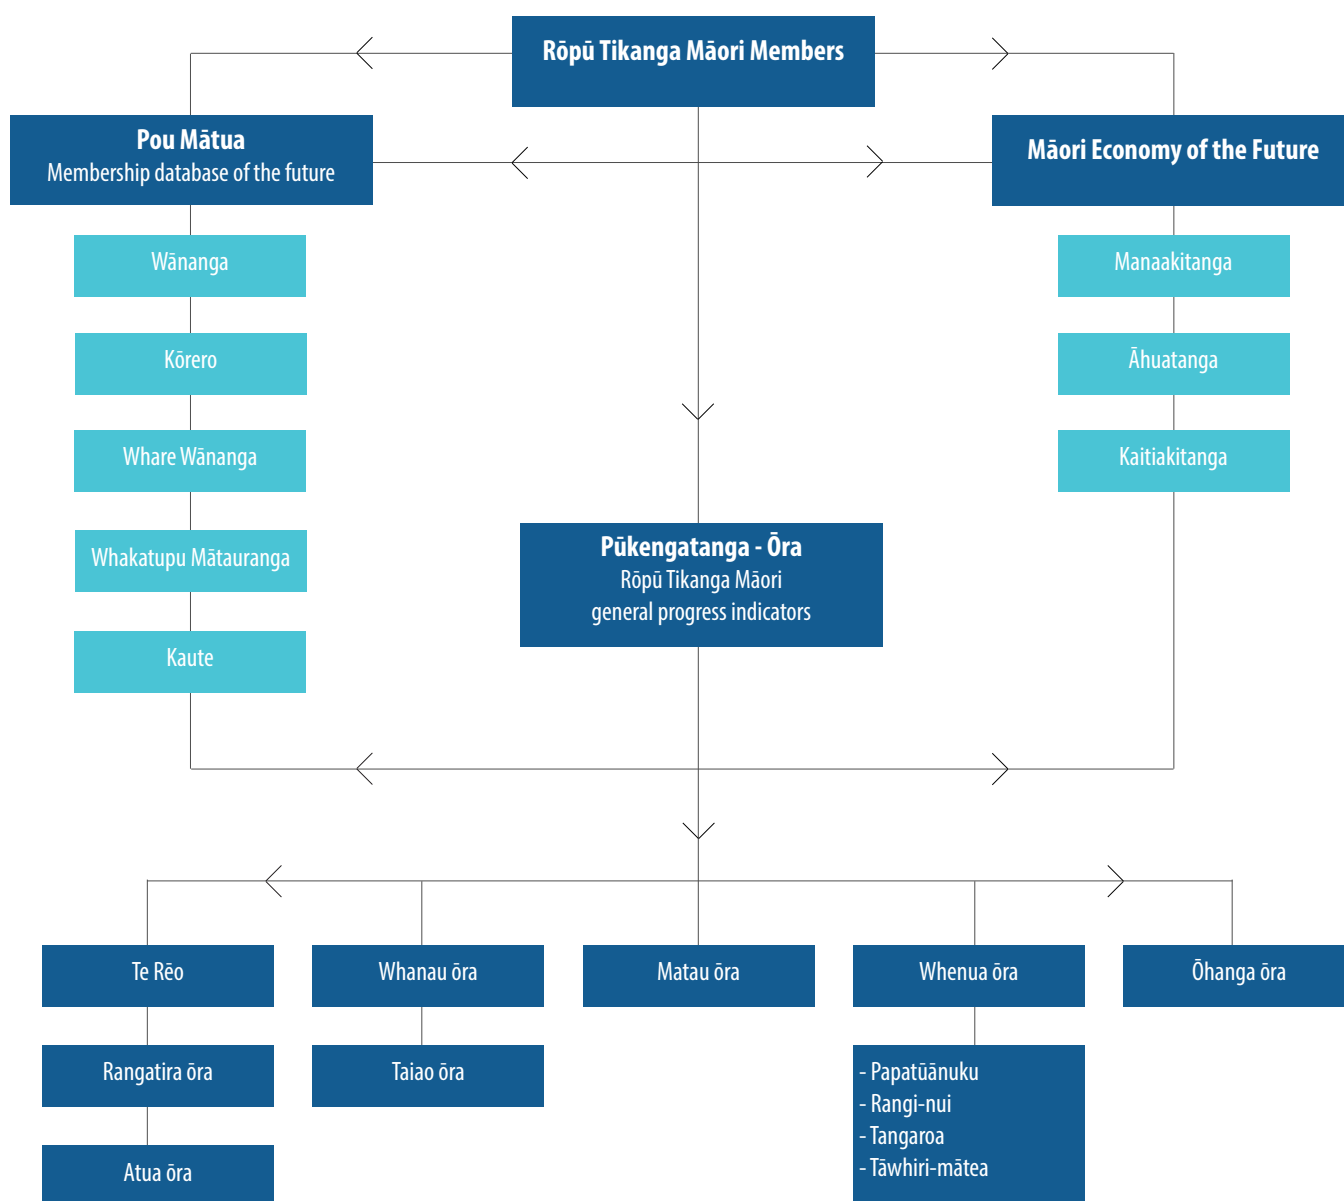 Rōpū Tikanga Māori Members
Pou Mātua
Membership database of the future
Māori Economy of the Future
Wānanga
Kōrero
Whare Wānanga
Whakatupu Mātauranga
Kaute
Manaakitanga
Āhuatanga
Kaitiakitanga
Pūkengatanga - Ōra
Rōpū Tikanga Māori
general progress indicators
Te Rēo
Rangatira ōra
Atua ōra
Whanau ōra
Taiao ōra
Matau ōra
Whenua ōra
- Papatūānuku
- Rangi-nui
- Tangaroa
- Tāwhiri-mātea
Ōhanga ōra